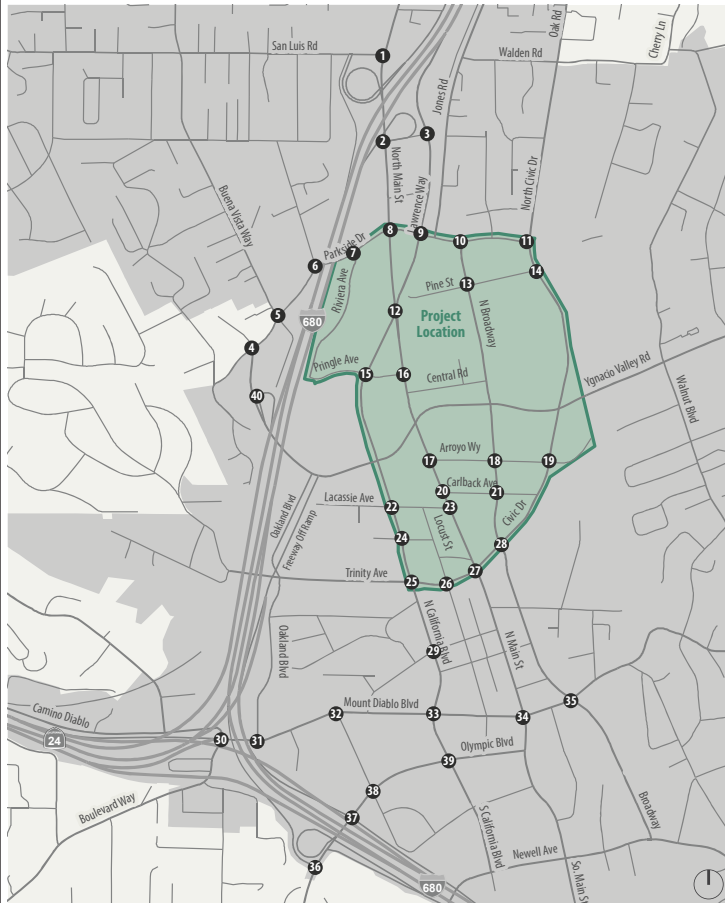 Oak Rd
Cherry Ln
San Luis Rd
Walden Rd
1
Jones Rd
3
2
North Main St
Lawrence Way
North Civic Dr
Buena Vista Way
8
9
10
11
Parkside Dr
7
6
14
Riviera Ave
Pine St
13
12
5
680
N Broadway
Project
Location
4
Pringle Ave
15
16
Central Rd
Ygnacio Valley Rd
Walnut Blvd
40
Arroyo Wy
17
18
19
Carlback Ave
20
21
Lacassie Ave
22
23
Oakland Blvd
Freeway Off Ramp
Locust St
Civic Dr
24
28
Trinity Ave
25
26
27
N California Blvd
Oakland Blvd
N Main St
29
Mount Diablo Blvd
32
33
34
35
Camino Diablo
24
30
31
Olympic Blvd
39
38
Boulevard Way
37
S California Blvd
Broadway
Newell Ave
36
So. Main St
680